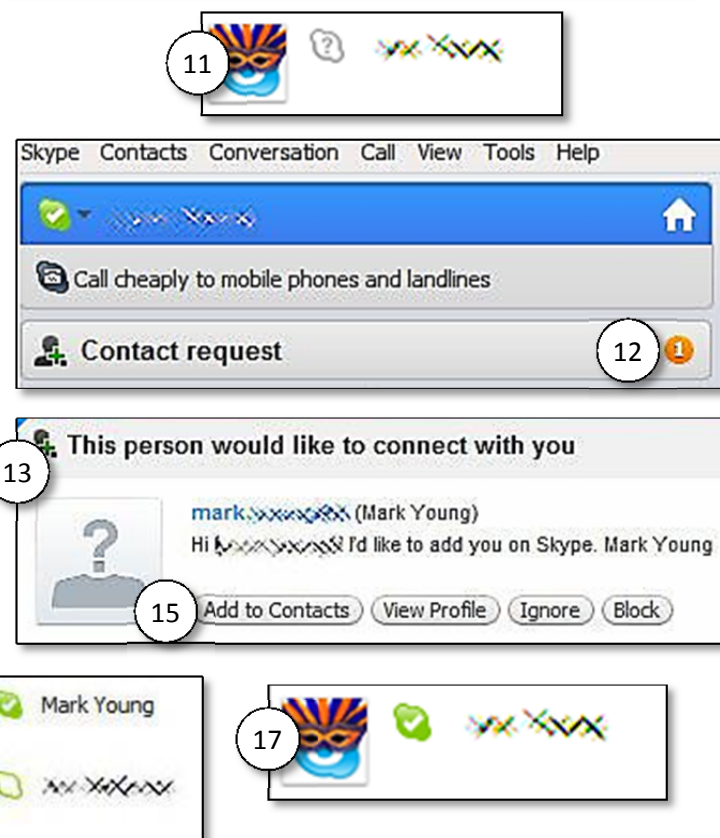 11
?
Skype Contacts Conversation Call View Tools Help
Call cheaply to mobile phones and landlines
Contact request 12 1
13 This person would like to connect with you
?
mark (Mark Young)
Hi I'd like to add you on Skype. Mark Young
15 Add to Contacts View Profile Ignore Block
Mark Young
17